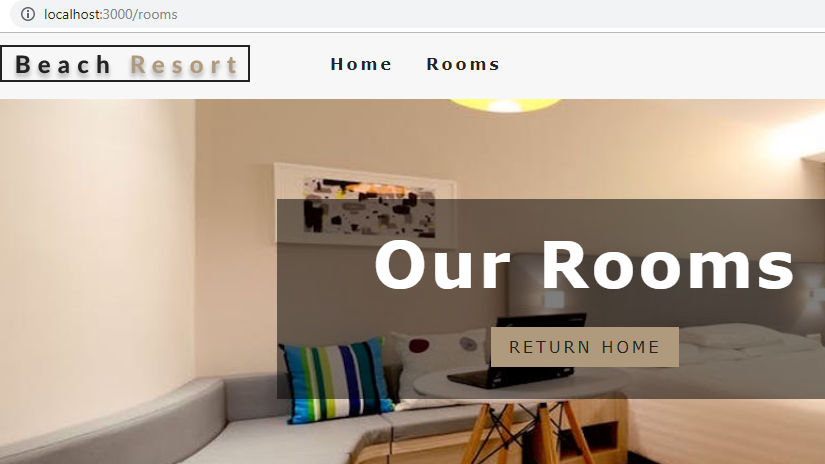 localhost:3000/rooms
Beach Resort Home Rooms
Our Rooms
RETURN HOME